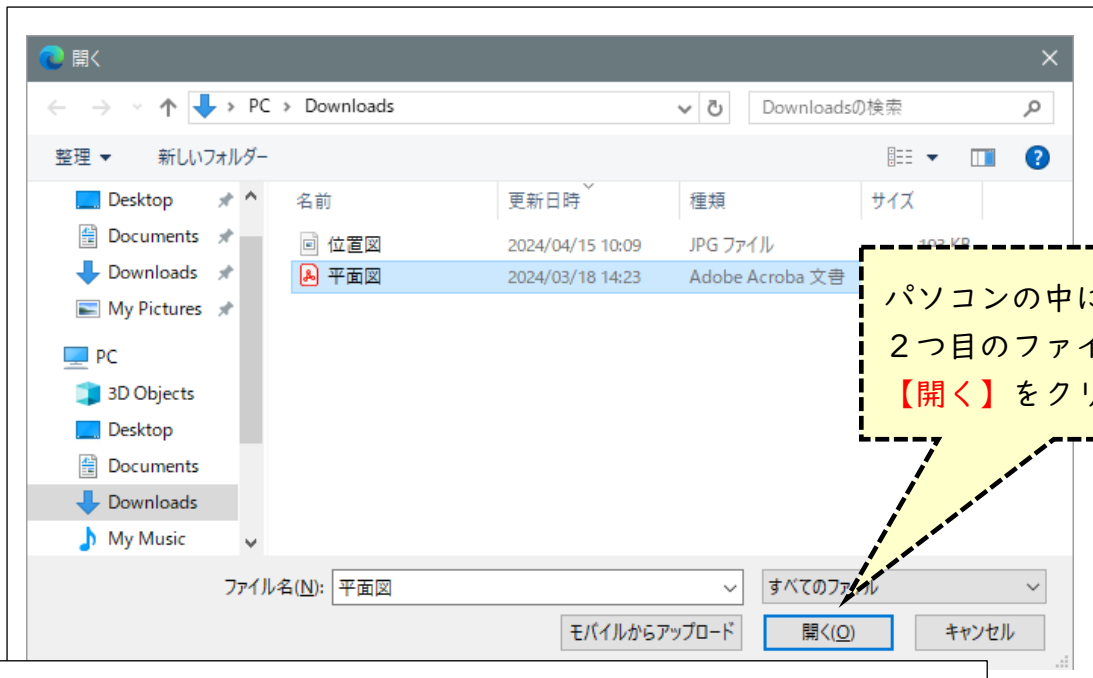 開く
PC > Downloads
Downloadsの検索
整理
新しいフォルダー
名前 更新日時 種類 サイズ
位置図 2024/04/15 10:09 JPG ファイル 193 KB
平面図 2024/03/18 14:23 Adobe Acroba 文書
Desktop
Documents
Downloads
My Pictures
PC
3D Objects
Desktop
Documents
Downloads
My Music
パソコンの中に
2つ目のファイ
【開く】をクリ
ファイル名(N): 平面図
すべてのファイル
モバイルからアップロード
開く(O)
キャンセル